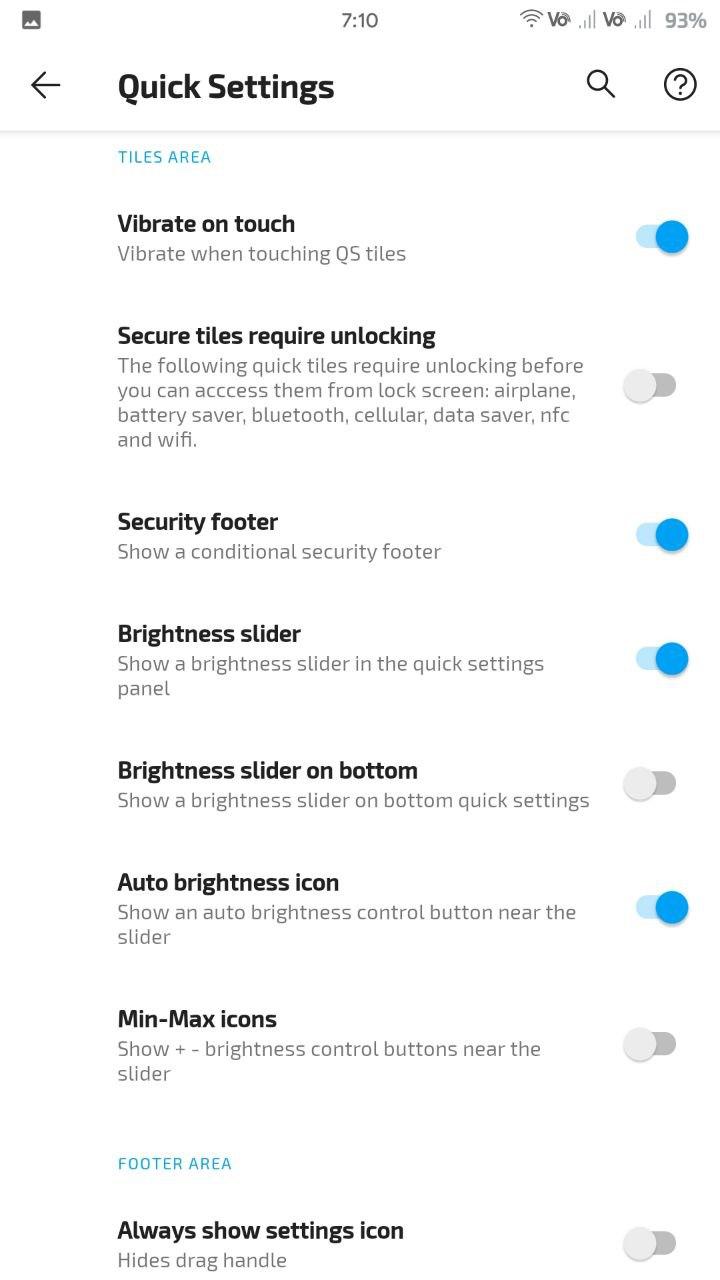 7:10
Vo
Vo
93%
Quick Settings
TILES AREA
Vibrate on touch
Vibrate when touching QS tiles
Secure tiles require unlocking
The following quick tiles require unlocking before
you can acccess them from lock screen: airplane,
battery saver, bluetooth, cellular, data saver, nfc
and wifi.
Security footer
Show a conditional security footer
Brightness slider
Show a brightness slider in the quick settings
panel
Brightness slider on bottom
Show a brightness slider on bottom quick settings
Auto brightness icon
Show an auto brightness control button near the
slider
Min-Max icons
Show + - brightness control buttons near the
slider
FOOTER AREA
Always show settings icon
Hides drag handle